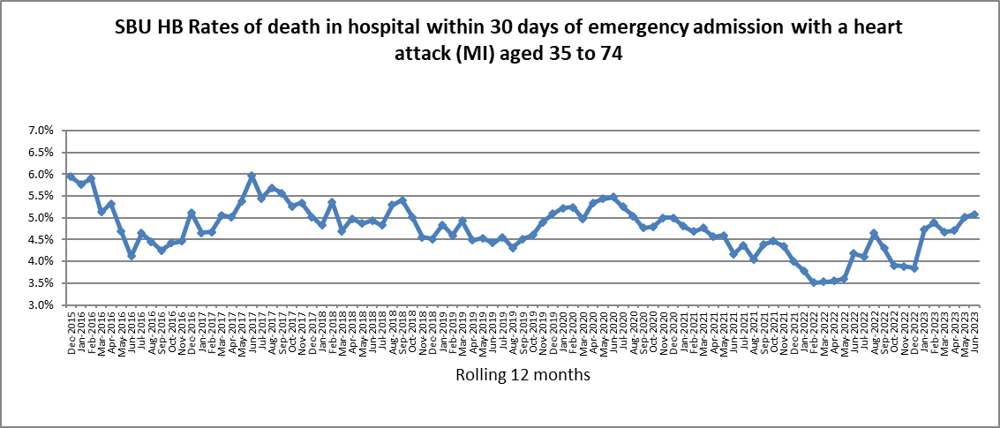 SBU HB Rates of death in hospital within 30 days of emergency admission with a heart
attack (MI) aged 35 to 74
7.0%
6.5%
6.0%
5.5%
5.0%
4.5%
4.0%
3.5%
3.0%
Dec-2015
Jan-2016
Feb-2016
Mar-2016
Apr-2016
May-2016
Jun-2016
Jul-2016
Aug-2016
Sep-2016
Oct-2016
Nov-2016
Dec-2016
Jan-2017
Feb-2017
Mar-2017
Apr-2017
May-2017
Jun-2017
Jul-2017
Aug-2017
Sep-2017
Oct-2017
Nov-2017
Dec-2017
Jan-2018
Feb-2018
Mar-2018
Apr-2018
May-2018
Jun-2018
Jul-2018
Aug-2018
Sep-2018
Oct-2018
Nov-2018
Dec-2018
Jan-2019
Feb-2019
Mar-2019
Apr-2019
May-2019
Jun-2019
Jul-2019
Aug-2019
Sep-2019
Oct-2019
Nov-2019
Dec-2019
Jan-2020
Feb-2020
Mar-2020
Apr-2020
May-2020
Jun-2020
Jul-2020
Aug-2020
Sep-2020
Oct-2020
Nov-2020
Dec-2020
Jan-2021
Feb-2021
Mar-2021
Apr-2021
May-2021
Jun-2021
Jul-2021
Aug-2021
Sep-2021
Oct-2021
Nov-2021
Dec-2021
Jan-2022
Feb-2022
Mar-2022
Apr-2022
May-2022
Jun-2022
Jul-2022
Aug-2022
Sep-2022
Oct-2022
Nov-2022
Dec-2022
Jan-2023
Feb-2023
Mar-2023
Apr-2023
May-2023
Jun-2023
Rolling 12 months